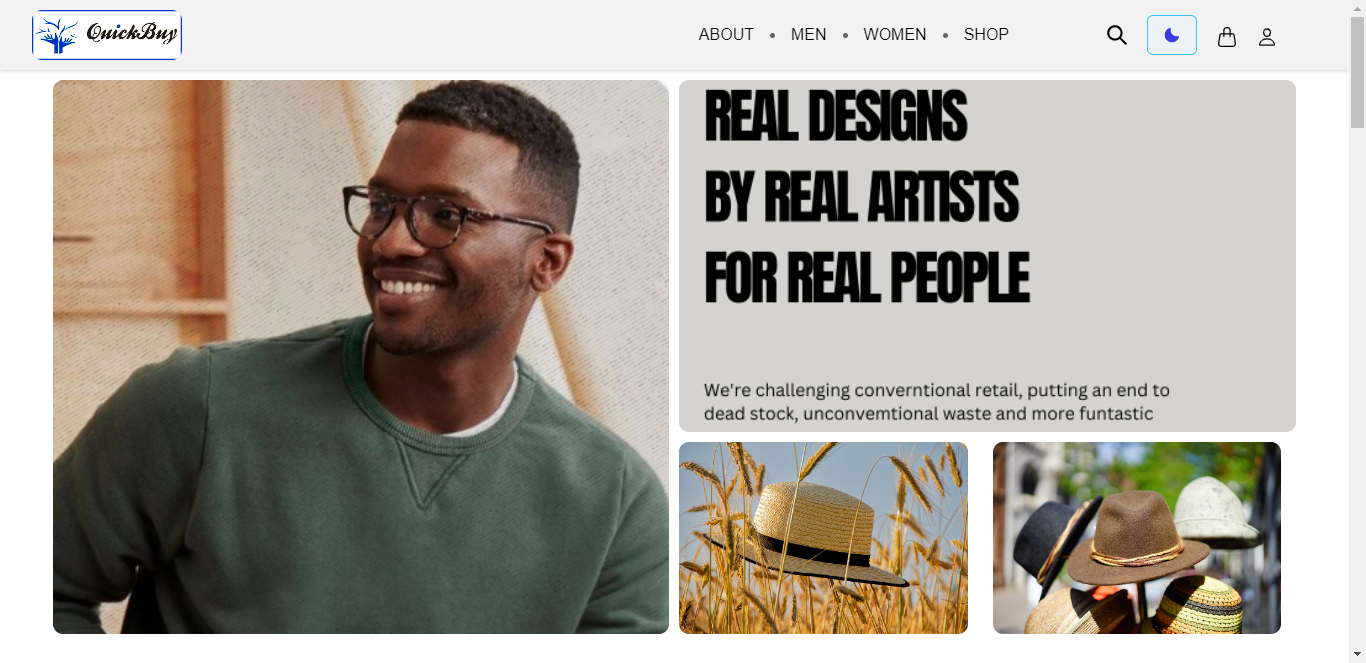 QuickBuy
ABOUT • MEN • WOMEN • SHOP
REAL DESIGNS
BY REAL ARTISTS
FOR REAL PEOPLE
We're challenging converntional retail, putting an end to
dead stock, unconvemtional waste and more funtastic